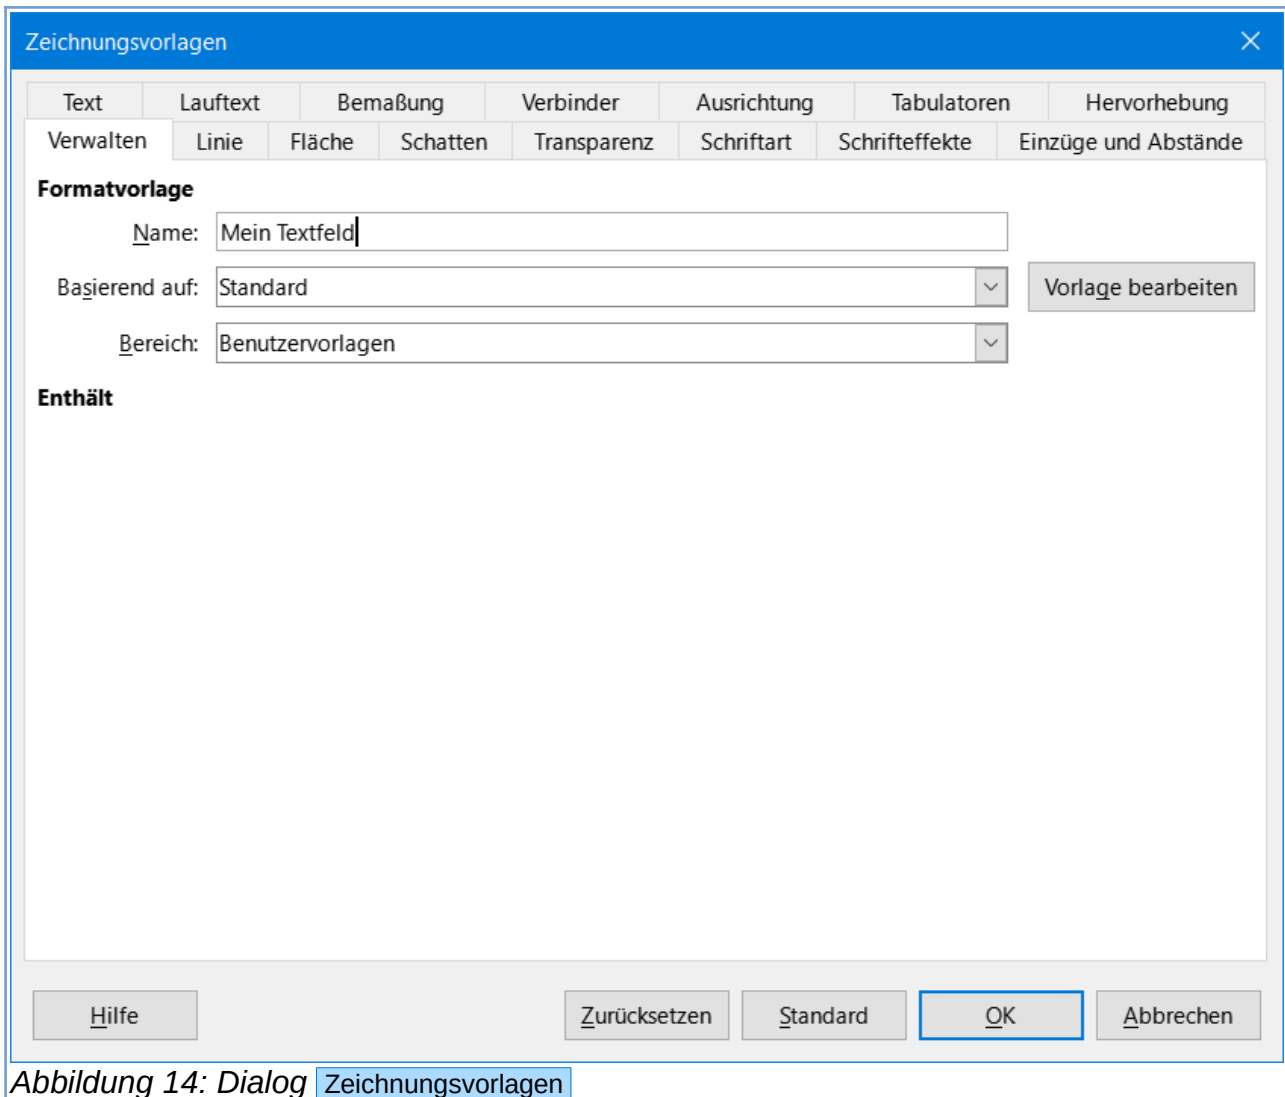 Zeichnungsvorlagen
Text Lauftext Bemaßung Verbinder Ausrichtung Tabulatoren Hervorhebung
Verwalten Linie Fläche Schatten Transparenz Schriftart Schrifteffekte Einzüge und Abstände
Formatvorlage
Name: Mein Textfeld
Basierend auf: Standard Vorlage bearbeiten
Bereich: Benutzervorlagen
Enthält
Hilfe Zurücksetzen Standard OK Abbrechen
Abbildung 14: Dialog Zeichnungsvorlagen